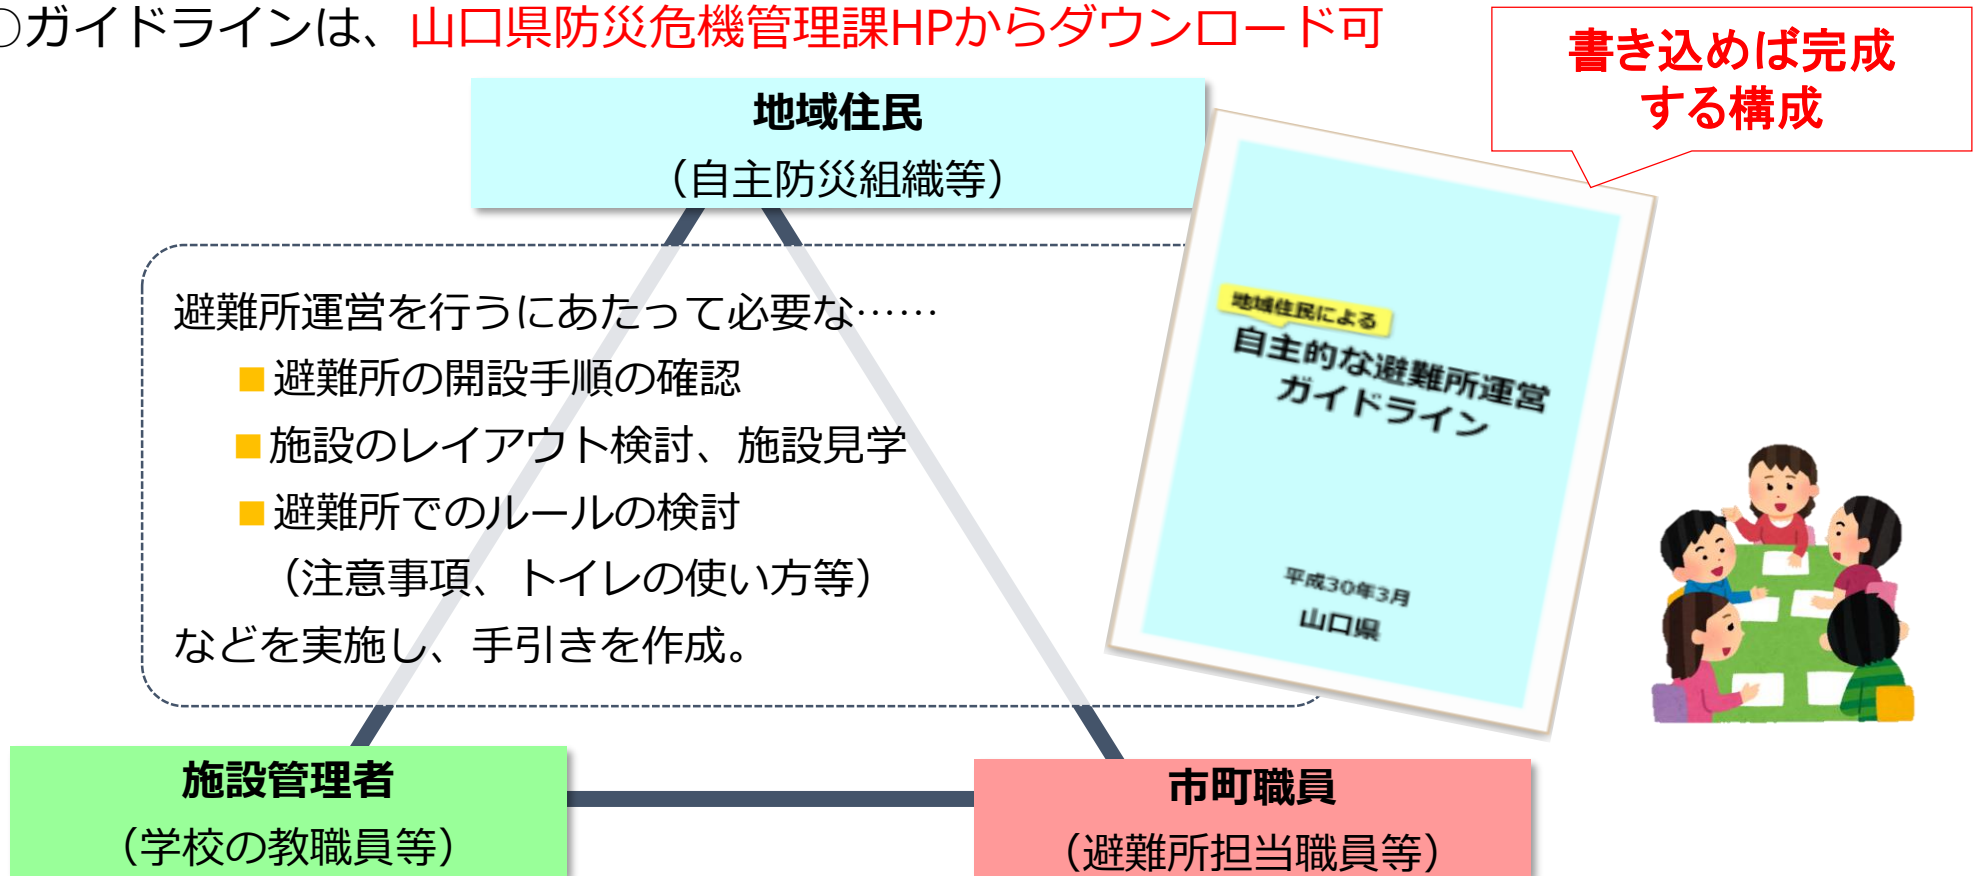 ○ガイドラインは、山口県防災危機管理課HPからダウンロード可
書き込めば完成
する構成
地域住民
（自主防災組織等）
避難所運営を行うにあたって必要な……
■避難所の開設手順の確認
■施設のレイアウト検討、施設見学
■避難所でのルールの検討
（注意事項、トイレの使い方等）
などを実施し、手引きを作成。
地域住民による
自主的な避難所運営
ガイドライン
平成30年3月
山口県
施設管理者
（学校の教職員等）
市町職員
（避難所担当職員等）